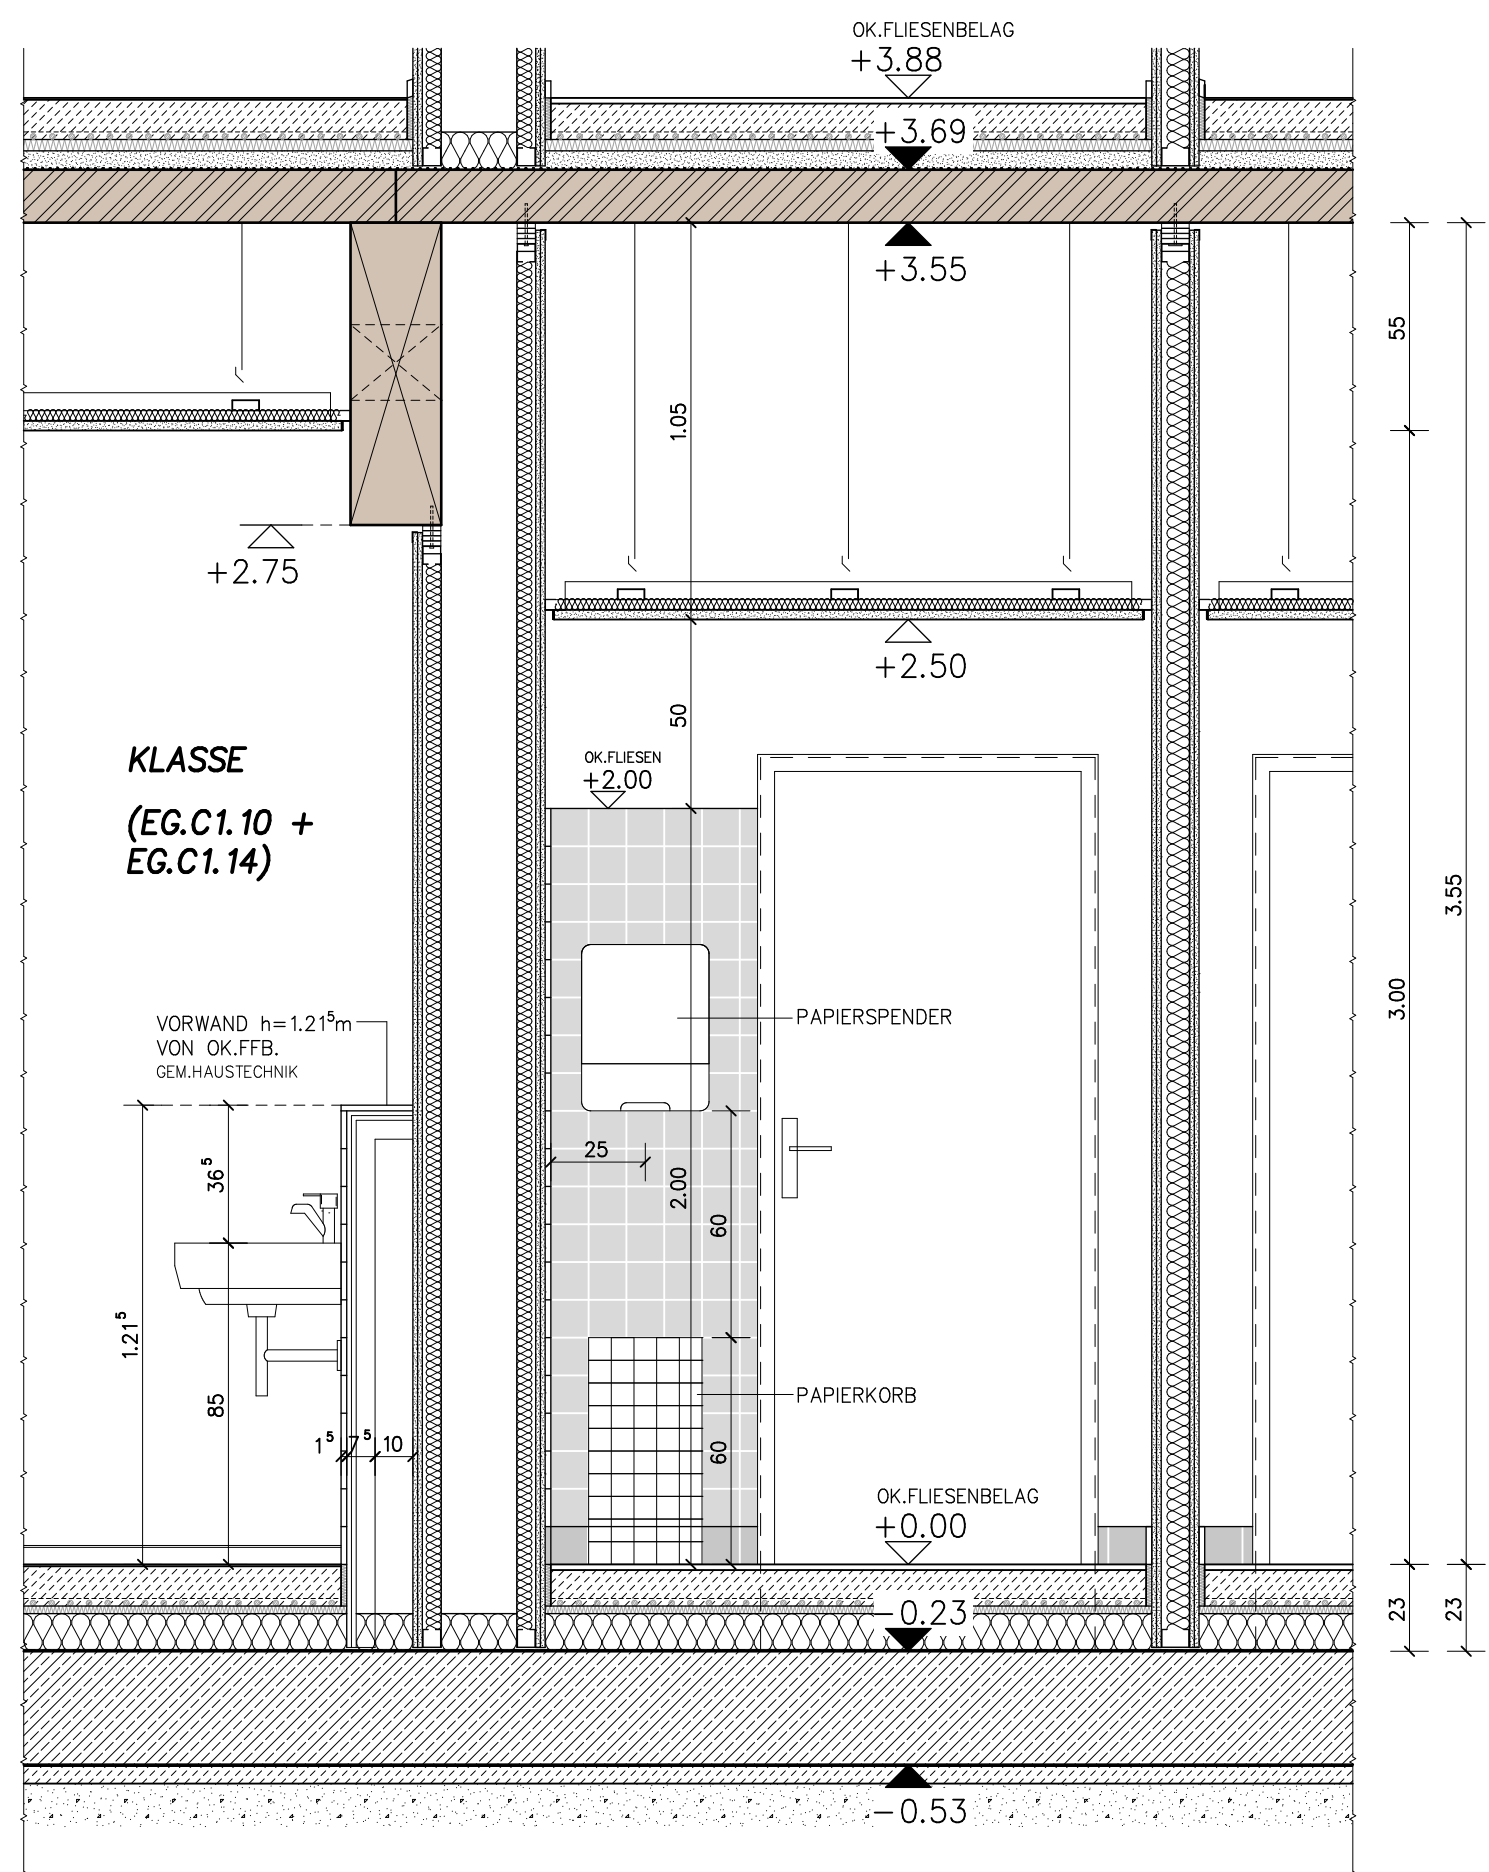 OK.FLIESENBELAG
+3.88
+3.69
+3.55
55
1.05
+2.75
+2.50
50
KLASSE
OK.FLIESEN
+2.00
(EG.C1.10 +
EG.C1.14)
3.55
3.00
VORWAND h=1.21⁵m
VON OK.FFB.
GEM.HAUSTECHNIK
PAPIERSPENDER
36⁵
25
2.00
60
1.21⁵
85
PAPIERKORB
1⁵ 7⁵ 10
60
OK.FLIESENBELAG
+0.00
-0.23
23
23
-0.53